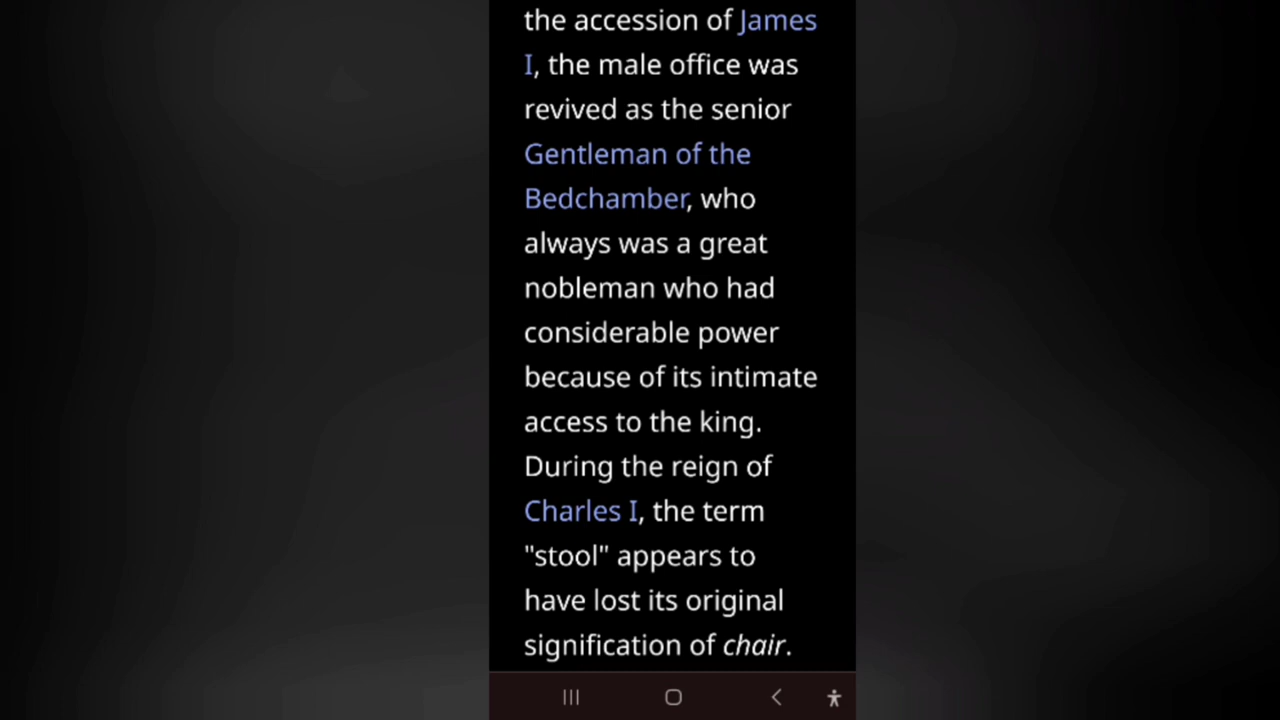 the accession of James
I, the male office was
revived as the senior
Gentleman of the
Bedchamber, who
always was a great
nobleman who had
considerable power
because of its intimate
access to the king.
During the reign of
Charles I, the term
"stool" appears to
have lost its original
signification of chair.